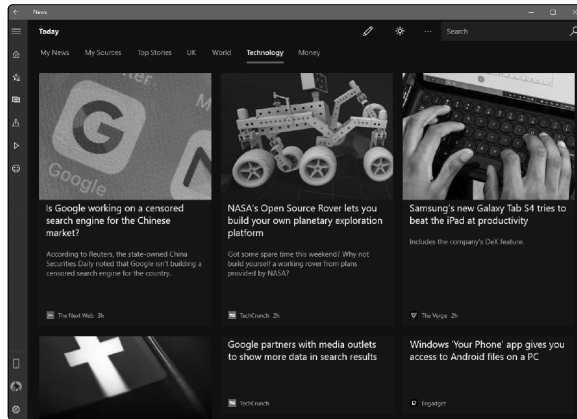 News
Today
Search
My News
My Sources
Top Stories
UK
World
Technology
Money
Google
Is Google working on a censored
search engine for the Chinese
market?
According to Reuters, the state-owned China
Securities Daily noted that Google isn't building a
censored search engine for the country.
The Next Web 3h
NASA's Open Source Rover lets you
build your own planetary exploration
platform
Got some spare time this weekend? Why not
build yourself a working rover from plans
provided by NASA?
TechCrunch 2h
Samsung's new Galaxy Tab S4 tries to
beat the iPad at productivity
Includes the company's DeX feature.
The Verge 2h
Google partners with media outlets
to show more data in search results
TechCrunch
Windows 'Your Phone' app gives you
access to Android files on a PC
Engadget